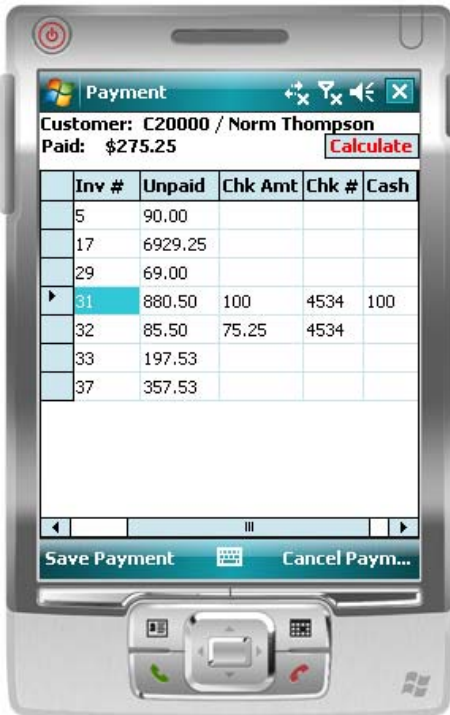 Payment
Customer: C20000 / Norm Thompson
Paid: $275.25 Calculate
Inv # Unpaid Chk Amt Chk # Cash
5 90.00
17 6929.25
29 69.00
31 880.50 100 4534 100
32 85.50 75.25 4534
33 197.53
37 357.53
Save Payment Cancel Paym...